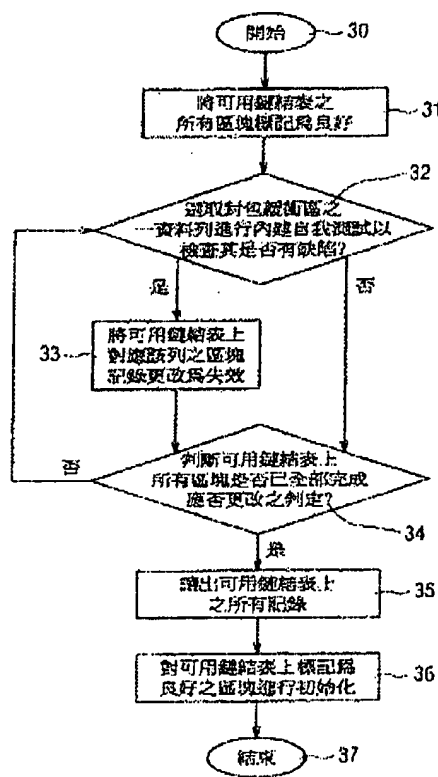 開始
30
將可用鏈結表之
所有區塊標記為良好
31
32
選取封包緩衝區之
資料列進行內建自我測試以
檢查其是否有缺陷?
是
否
將可用鏈結表上
對應該列之區塊
記錄更改為失效
33
否
判斷可用鏈結表上
所有區塊是否已全部完成
應否更改之判定?
34
是
讀出可用鏈結表上
之所有記錄
35
對可用鏈結表上標記為
良好之區塊進行初始化
36
結束
37